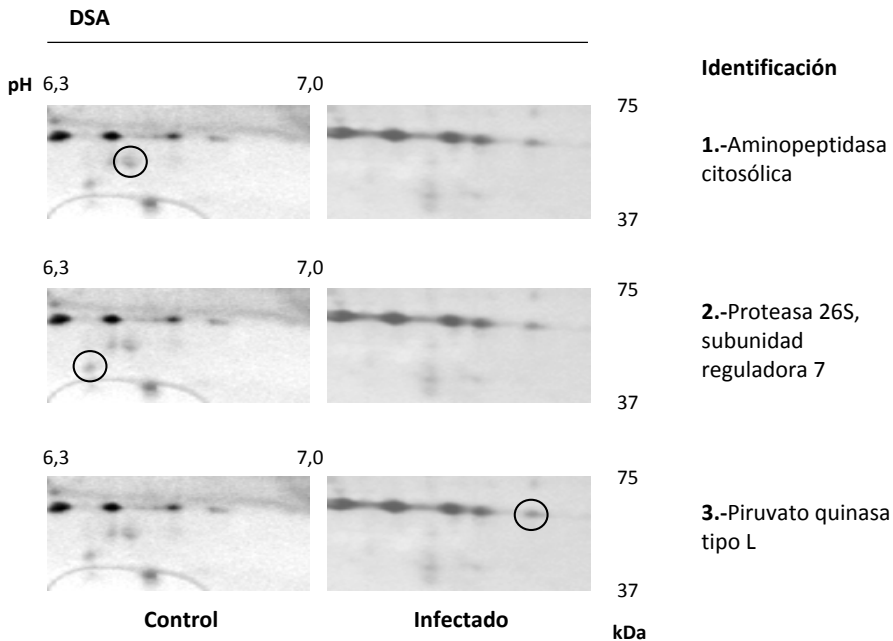 DSA
pH 6,3 7,0
Identificación
75
1.-Aminopeptidasa
citosólica
37
6,3 7,0
75
2.-Proteasa 26S,
subunidad
reguladora 7
37
6,3 7,0
75
3.-Piruvato quinasa
tipo L
37
Control Infectado
kDa